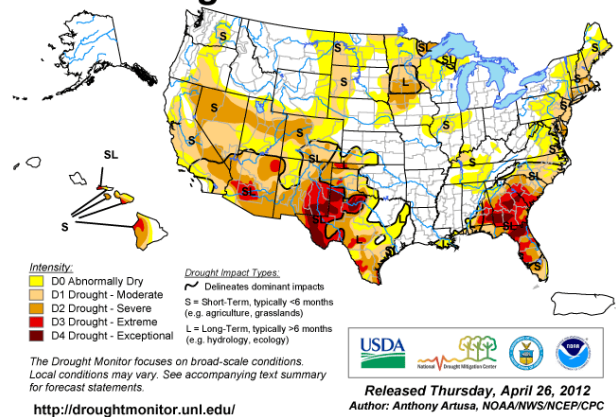 S
S
S
SL
SL
S
L
S
S
S
S
S
S
S
S
S
SL
SL
SL
SL
L
S
S
SL
S
Intensity:
D0 Abnormally Dry
D1 Drought - Moderate
D2 Drought - Severe
D3 Drought - Extreme
D4 Drought - Exceptional
Drought Impact Types:
Delineates dominant impacts
S = Short-Term, typically <6 months
(e.g. agriculture, grasslands)
L = Long-Term, typically >6 months
(e.g. hydrology, ecology)
The Drought Monitor focuses on broad-scale conditions.
Local conditions may vary. See accompanying text summary
for forecast statements.
http://droughtmonitor.unl.edu/
USDA
National Drought Mitigation Center
Released Thursday, April 26, 2012
Author: Anthony Artusa, NOAA/NWS/NCEP/CPC